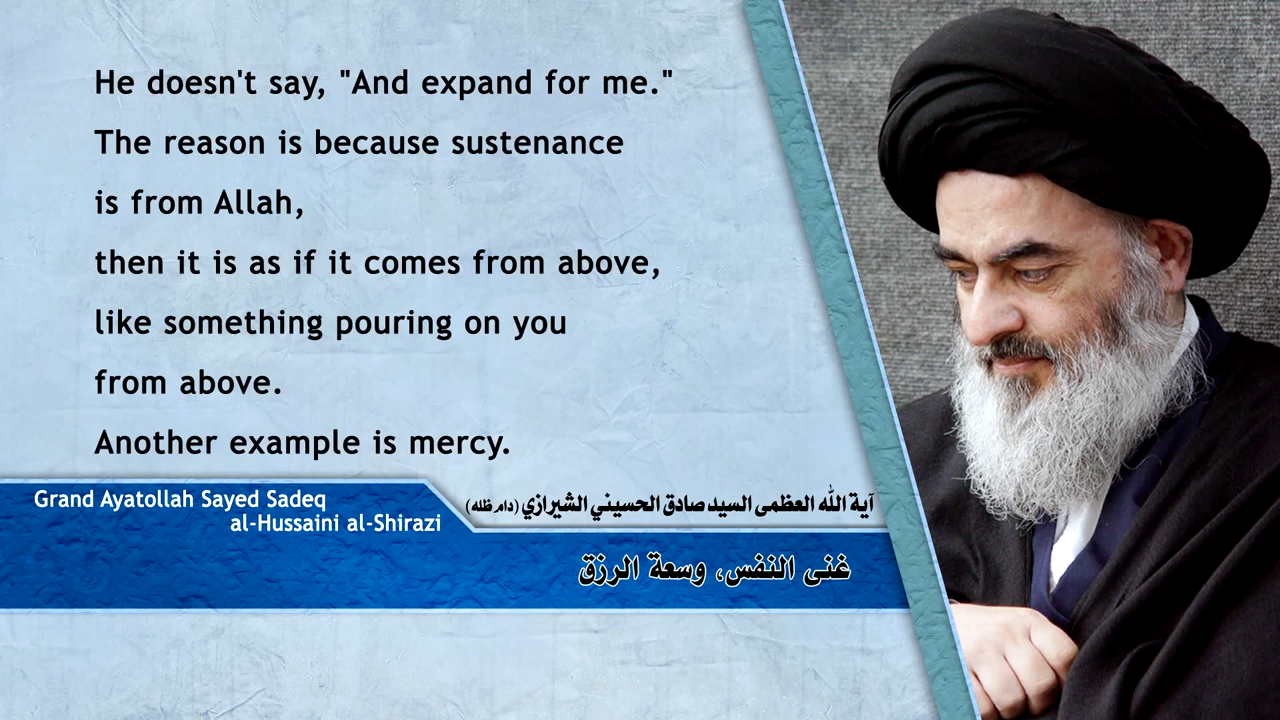 He doesn't say, "And expand for me."
The reason is because sustenance
is from Allah,
then it is as if it comes from above,
like something pouring on you
from above.
Another example is mercy.
Grand Ayatollah Sayed Sadeq
al-Hussaini al-Shirazi
آية الله العظمى السيد صادق الحسيني الشيرازي (دام ظله)
غنى النفس، وسعة الرزق